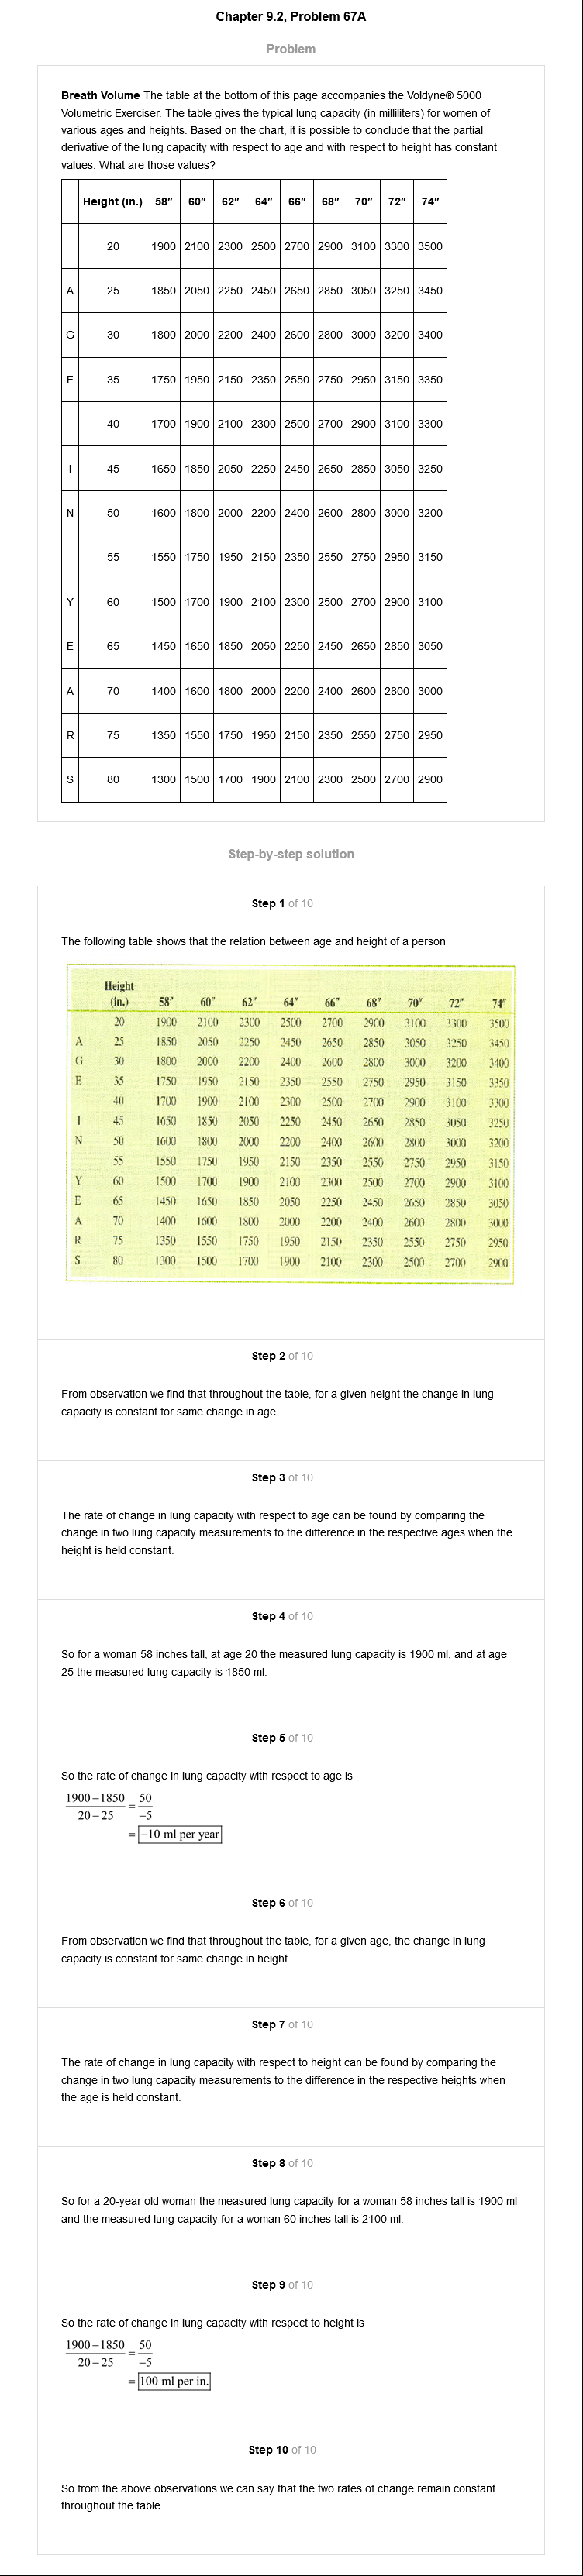 Chapter 9.2, Problem 67A
Problem
Breath Volume The table at the bottom of this page accompanies the Voldyne® 5000
Volumetric Exerciser. The table gives the typical lung capacity (in milliliters) for women of
various ages and heights. Based on the chart, it is possible to conclude that the partial
derivative of the lung capacity with respect to age and with respect to height has constant
values. What are those values?
Height (in.) 58″ 60″ 62″ 64″ 66″ 68″ 70″ 72″ 74″
20 1900 2100 2300 2500 2700 2900 3100 3300 3500
A 25 1850 2050 2250 2450 2650 2850 3050 3250 3450
G 30 1800 2000 2200 2400 2600 2800 3000 3200 3400
E 35 1750 1950 2150 2350 2550 2750 2950 3150 3350
40 1700 1900 2100 2300 2500 2700 2900 3100 3300
I 45 1650 1850 2050 2250 2450 2650 2850 3050 3250
N 50 1600 1800 2000 2200 2400 2600 2800 3000 3200
55 1550 1750 1950 2150 2350 2550 2750 2950 3150
Y 60 1500 1700 1900 2100 2300 2500 2700 2900 3100
E 65 1450 1650 1850 2050 2250 2450 2650 2850 3050
A 70 1400 1600 1800 2000 2200 2400 2600 2800 3000
R 75 1350 1550 1750 1950 2150 2350 2550 2750 2950
S 80 1300 1500 1700 1900 2100 2300 2500 2700 2900
Step-by-step solution
Step 1 of 10
The following table shows that the relation between age and height of a person
Height
(in.) 58″ 60″ 62″ 64″ 66″ 68″ 70″ 72″ 74″
20 1900 2100 2300 2500 2700 2900 3100 3300 3500
A 25 1850 2050 2250 2450 2650 2850 3050 3250 3450
G 30 1800 2000 2200 2400 2600 2800 3000 3200 3400
E 35 1750 1950 2150 2350 2550 2750 2950 3150 3350
40 1700 1900 2100 2300 2500 2700 2900 3100 3300
I 45 1650 1850 2050 2250 2450 2650 2850 3050 3250
N 50 1600 1800 2000 2200 2400 2600 2800 3000 3200
55 1550 1750 1950 2150 2350 2550 2750 2950 3150
Y 60 1500 1700 1900 2100 2300 2500 2700 2900 3100
E 65 1450 1650 1850 2050 2250 2450 2650 2850 3050
A 70 1400 1600 1800 2000 2200 2400 2600 2800 3000
R 75 1350 1550 1750 1950 2150 2350 2550 2750 2950
S 80 1300 1500 1700 1900 2100 2300 2500 2700 2900
Step 2 of 10
From observation we find that throughout the table, for a given height the change in lung
capacity is constant for same change in age.
Step 3 of 10
The rate of change in lung capacity with respect to age can be found by comparing the
change in two lung capacity measurements to the difference in the respective ages when the
height is held constant.
Step 4 of 10
So for a woman 58 inches tall, at age 20 the measured lung capacity is 1900 ml, and at age
25 the measured lung capacity is 1850 ml.
Step 5 of 10
So the rate of change in lung capacity with respect to age is
1900−1850 = 50
20−25 −5
= −10 ml per year
Step 6 of 10
From observation we find that throughout the table, for a given age, the change in lung
capacity is constant for same change in height.
Step 7 of 10
The rate of change in lung capacity with respect to height can be found by comparing the
change in two lung capacity measurements to the difference in the respective heights when
the age is held constant.
Step 8 of 10
So for a 20-year old woman the measured lung capacity for a woman 58 inches tall is 1900 ml
and the measured lung capacity for a woman 60 inches tall is 2100 ml.
Step 9 of 10
So the rate of change in lung capacity with respect to height is
1900−1850 = 50
20−25 −5
= 100 ml per in.
Step 10 of 10
So from the above observations we can say that the two rates of change remain constant
throughout the table.